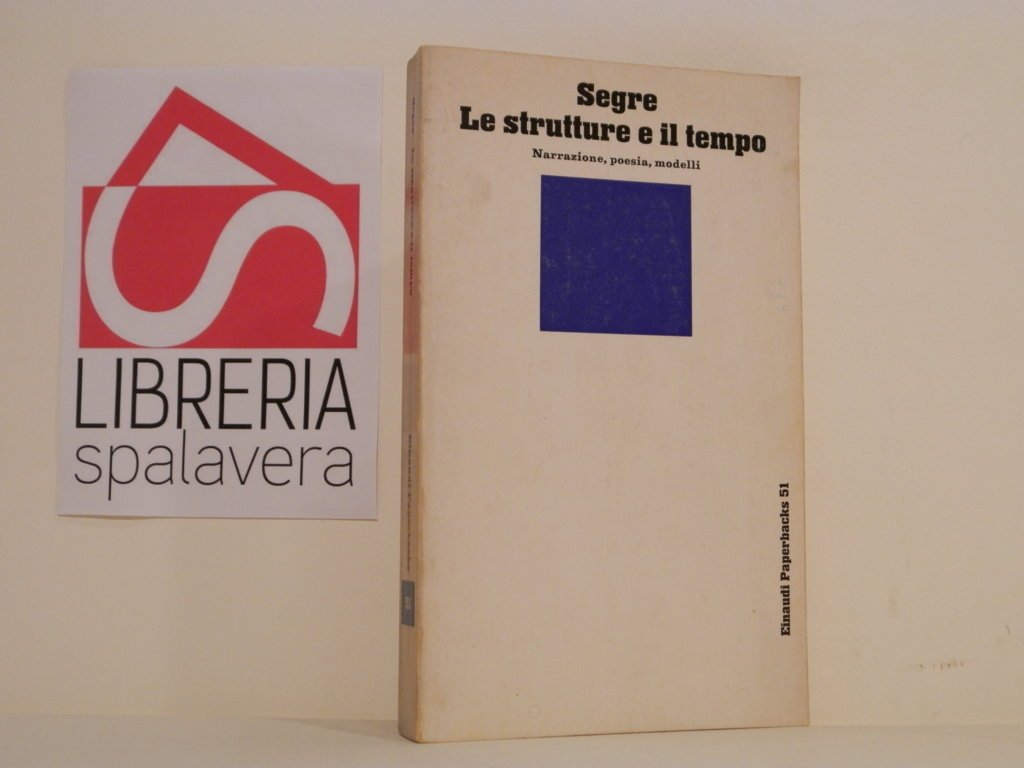 LIBRERIA
spalavera
Segre
Le strutture e il tempo
Narrazione, poesia, modelli
Einaudi Paperbacks 51